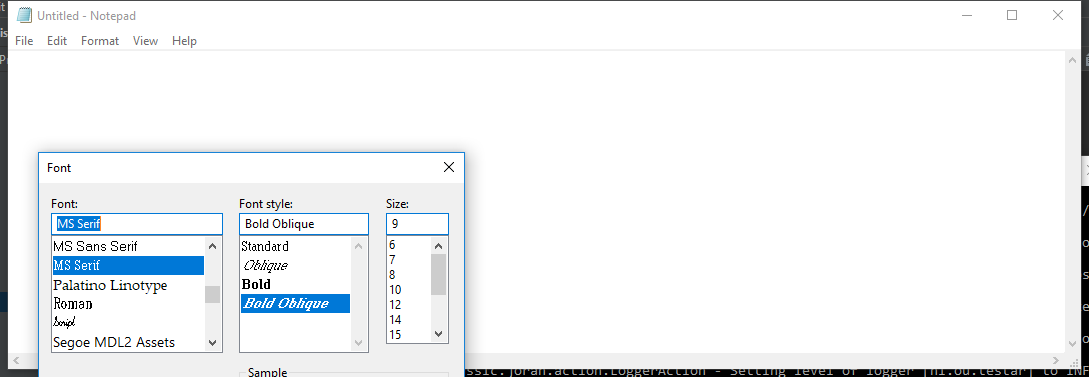 Untitled - Notepad
File Edit Format View Help
Font
Font: Font style: Size:
MS Serif Bold Oblique 9
MS Sans Serif Standard 6
MS Serif Oblique 7
Palatino Linotype Bold 8
Roman Bold Oblique 10
Script 12
Segoe MDL2 Assets 14
15
Sample
ssic.joran.action.LoggerAction - Setting level of logger [nl.ou.testar] to INF